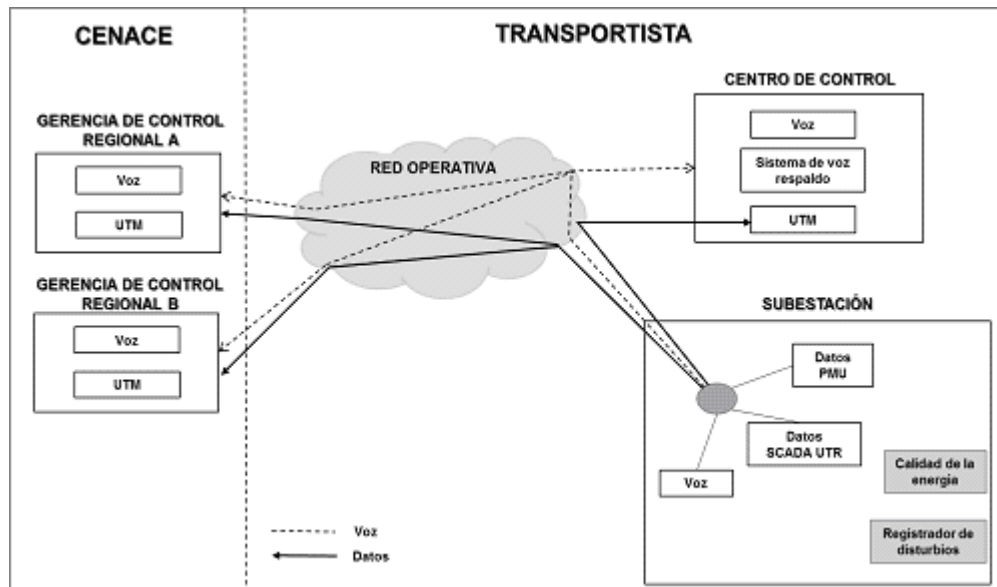 CENACE
TRANSPORTISTA
GERENCIA DE CONTROL
REGIONAL A
Voz
UTM
GERENCIA DE CONTROL
REGIONAL B
Voz
UTM
RED OPERATIVA
CENTRO DE CONTROL
Voz
Sistema de voz
respaldo
UTM
SUBESTACIÓN
Datos
PMU
Datos
SCADA UTR
Voz
Calidad de la
energía
Registrador de
disturbios
Voz
Datos